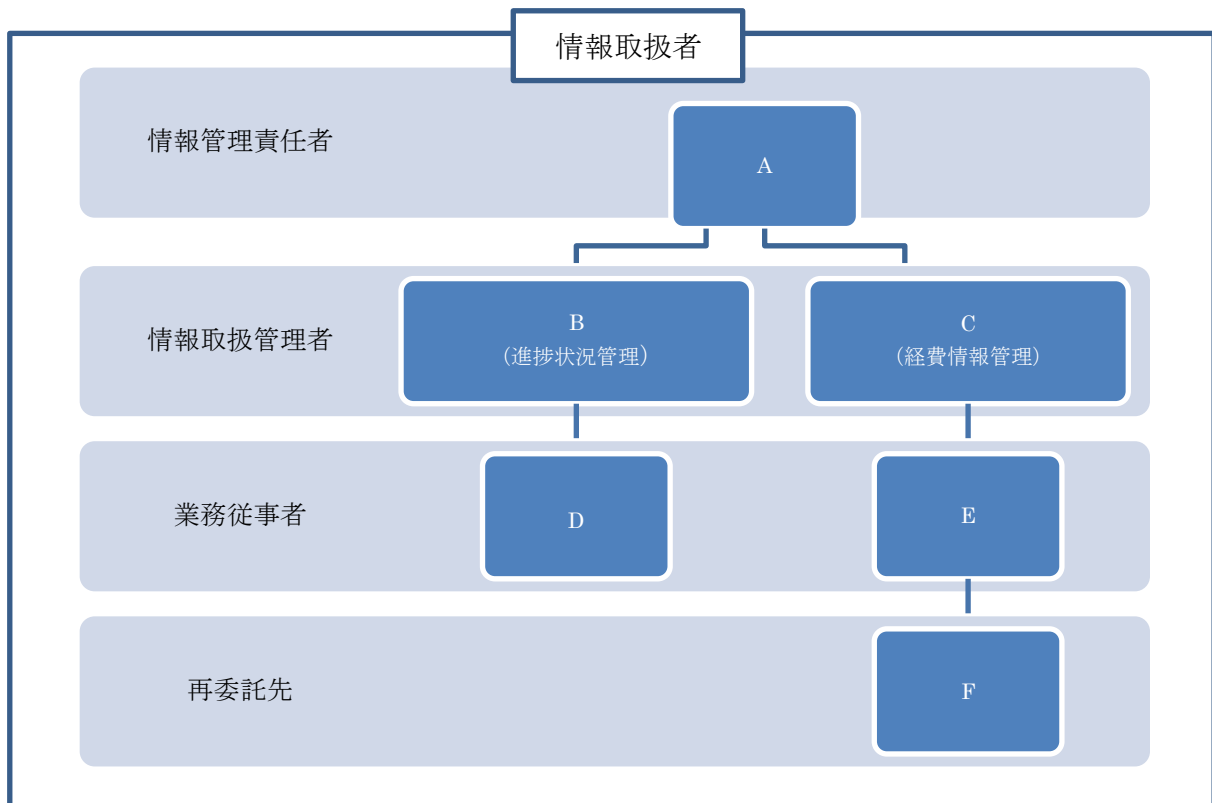 情報取扱者
情報管理責任者
A
情報取扱管理者
B
（進捗状況管理）
C
（経費情報管理）
業務従事者
D
E
再委託先
F